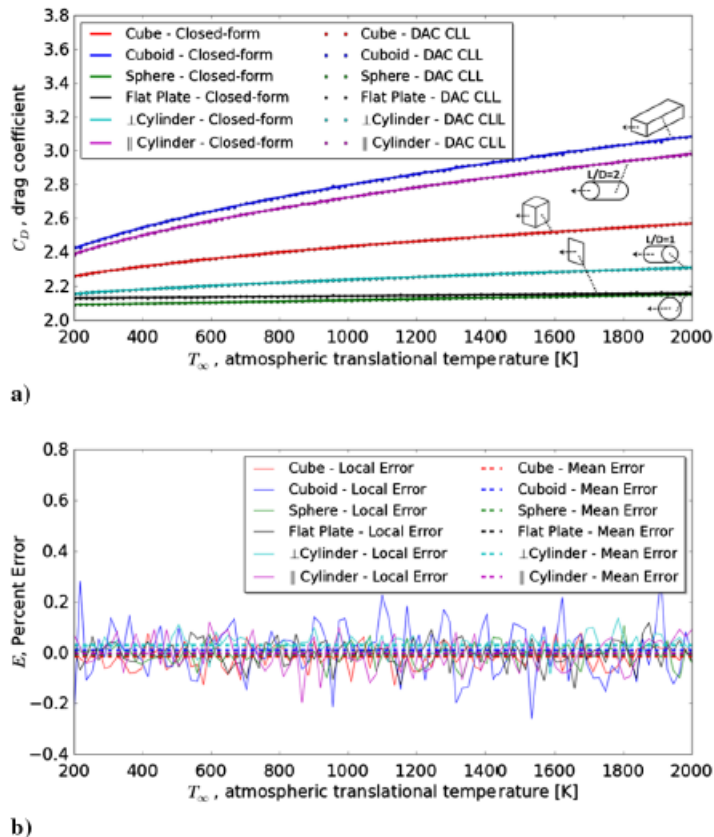 3.8
3.6
3.4
3.2
3.0
2.8
2.6
2.4
2.2
2.0
C_D, drag coefficient
Cube - Closed-form
Cuboid - Closed-form
Sphere - Closed-form
Flat Plate - Closed-form
⊥Cylinder - Closed-form
∥ Cylinder - Closed-form
Cube - DAC CLL
Cuboid - DAC CLL
Sphere - DAC CLL
Flat Plate - DAC CLL
⊥Cylinder - DAC CLL
∥ Cylinder - DAC CLL
L/D=2
L/D=1
200 400 600 800 1000 1200 1400 1600 1800 2000
T_∞, atmospheric translational temperature [K]
a)
0.8
0.6
0.4
0.2
0.0
−0.2
−0.4
E, Percent Error
Cube - Local Error
Cuboid - Local Error
Sphere - Local Error
Flat Plate - Local Error
⊥Cylinder - Local Error
∥ Cylinder - Local Error
Cube - Mean Error
Cuboid - Mean Error
Sphere - Mean Error
Flat Plate - Mean Error
⊥Cylinder - Mean Error
∥ Cylinder - Mean Error
200 400 600 800 1000 1200 1400 1600 1800 2000
T_∞, atmospheric translational temperature [K]
b)